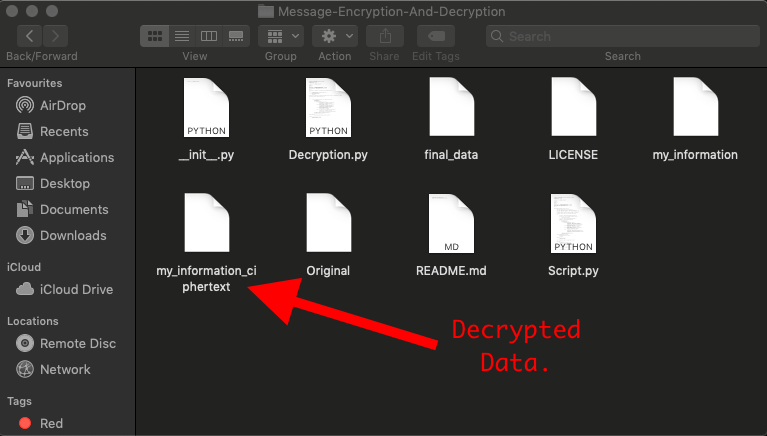 Message-Encryption-And-Decryption
Back/Forward
View
Group
Action
Share
Edit Tags
Search
Search
Favourites
AirDrop
Recents
Applications
Desktop
Documents
Downloads
iCloud
iCloud Drive
Locations
Remote Disc
Network
Tags
Red
PYTHON
PYTHON
__init__.py
Decryption.py
final_data
LICENSE
my_information
MD
PYTHON
my_information_ci
phertext
Original
README.md
Script.py
Decrypted
Data.